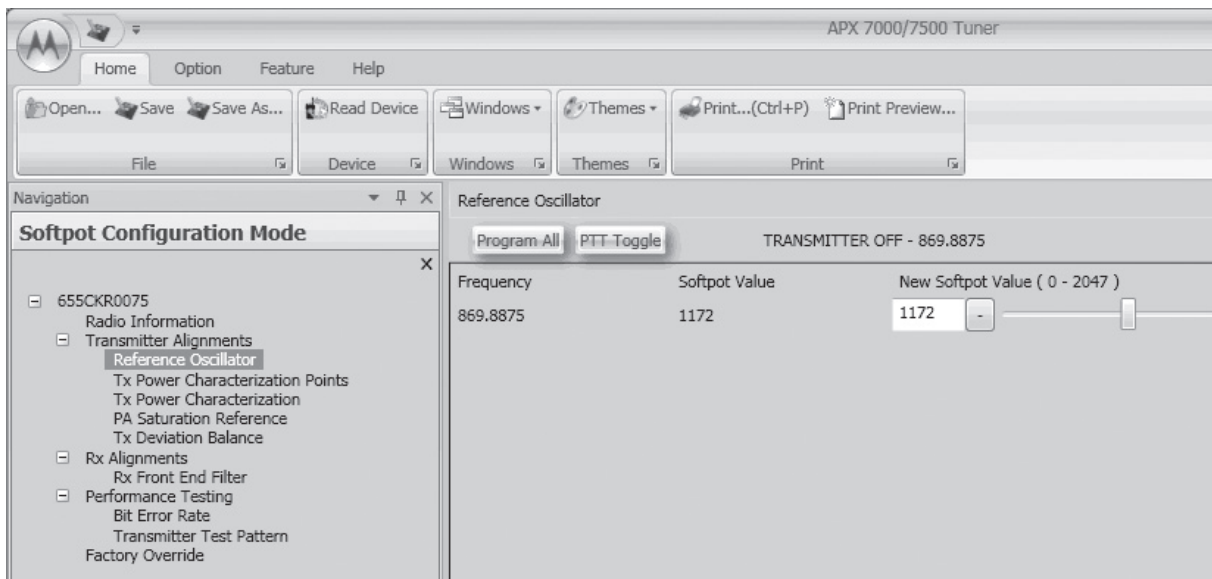 APX 7000/7500 Tuner
Home Option Feature Help
Open... Save Save As... Read Device Windows Themes Print...(Ctrl+P) Print Preview...
File Device Windows Themes Print
Navigation
Softpot Configuration Mode
655CKR0075
Radio Information
Transmitter Alignments
Reference Oscillator
Tx Power Characterization Points
Tx Power Characterization
PA Saturation Reference
Tx Deviation Balance
Rx Alignments
Rx Front End Filter
Performance Testing
Bit Error Rate
Transmitter Test Pattern
Factory Override
Reference Oscillator
Program All PTT Toggle TRANSMITTER OFF - 869.8875
Frequency Softpot Value New Softpot Value ( 0 - 2047 )
869.8875 1172 1172 -